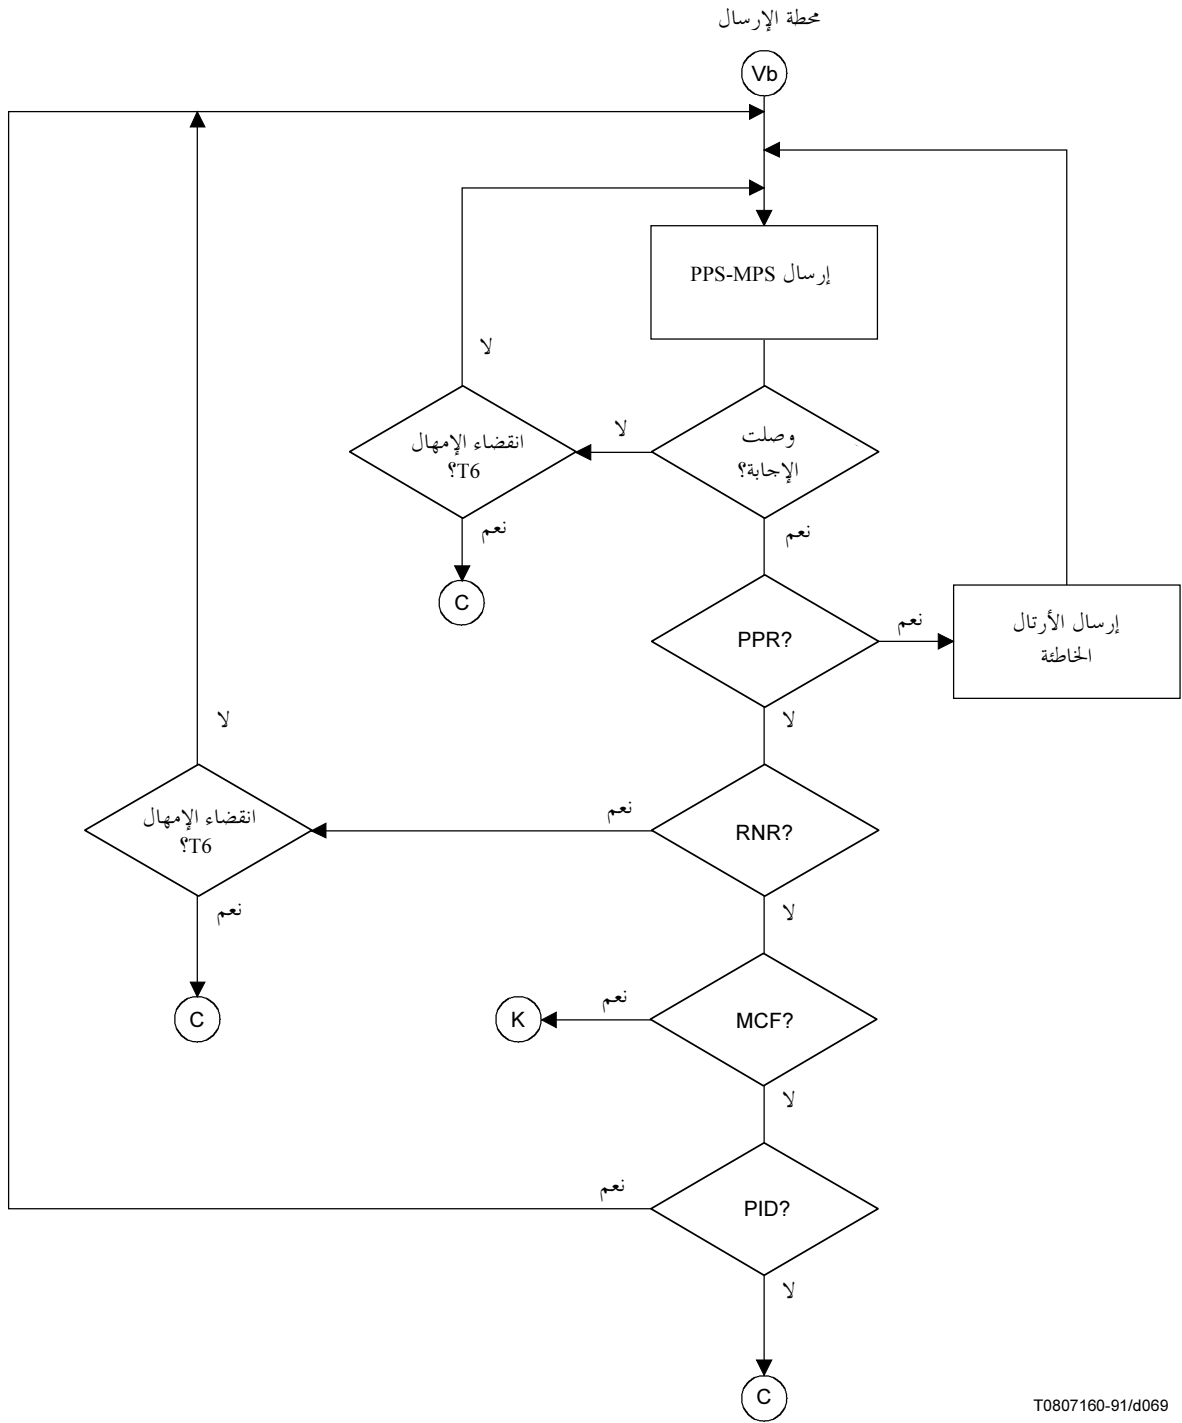 محطة الإرسال
Vb
إرسال PPS-MPS
لا
انقضاء الإمهال
T6؟
لا
وصلت
الإجابة؟
نعم
نعم
C
PPR?
نعم
إرسال الأرتال
الخاطئة
لا
لا
انقضاء الإمهال
T6؟
نعم
RNR?
نعم
لا
C
K
نعم
MCF?
لا
نعم
PID?
لا
C
T0807160-91/d069